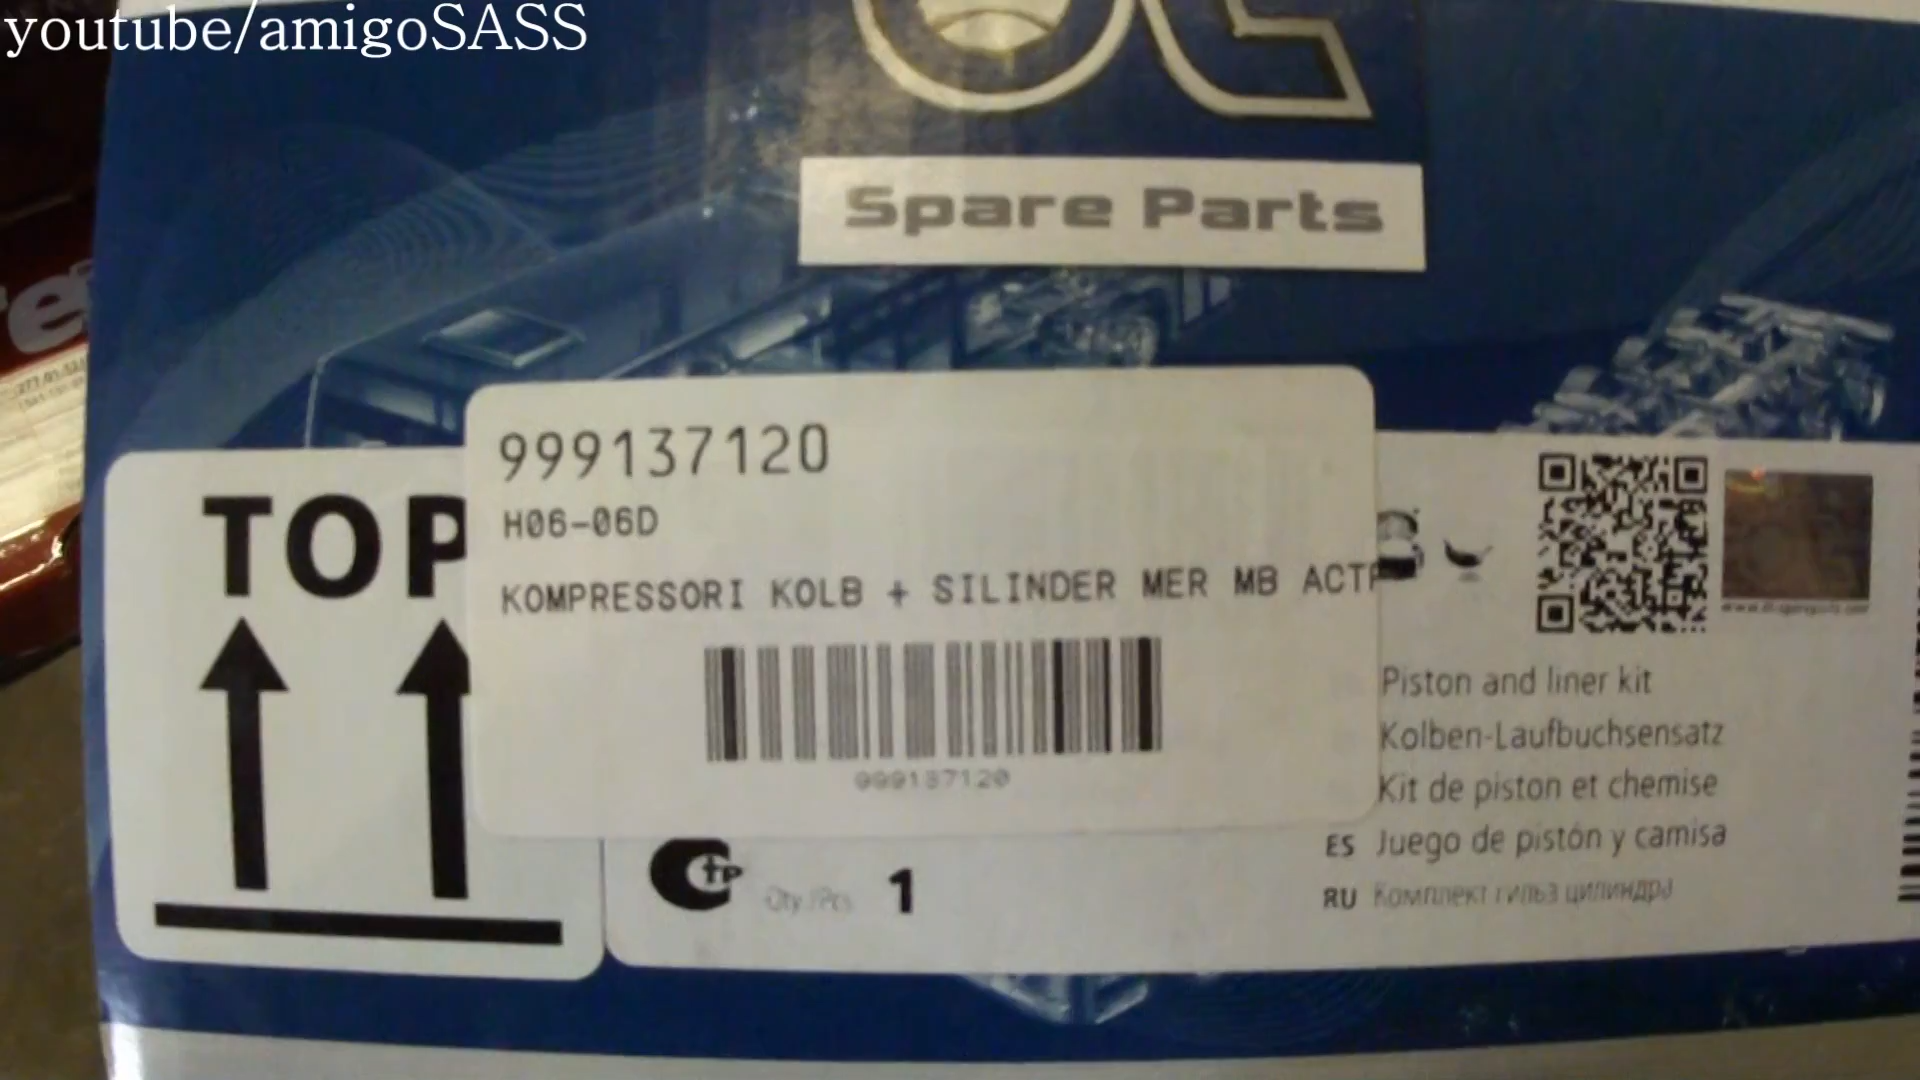 youtube/amigoSASS
Spare Parts
999137120
H06-06D
KOMPRESSORI KOLB + SILINDER MER MB ACTR
TOP
999137120
Piston and liner kit
Kolben-Laufbuchsensatz
Kit de piston et chemise
ES Juego de pistón y camisa
RU Комплект гильз цилиндра
Qty./Pcs 1